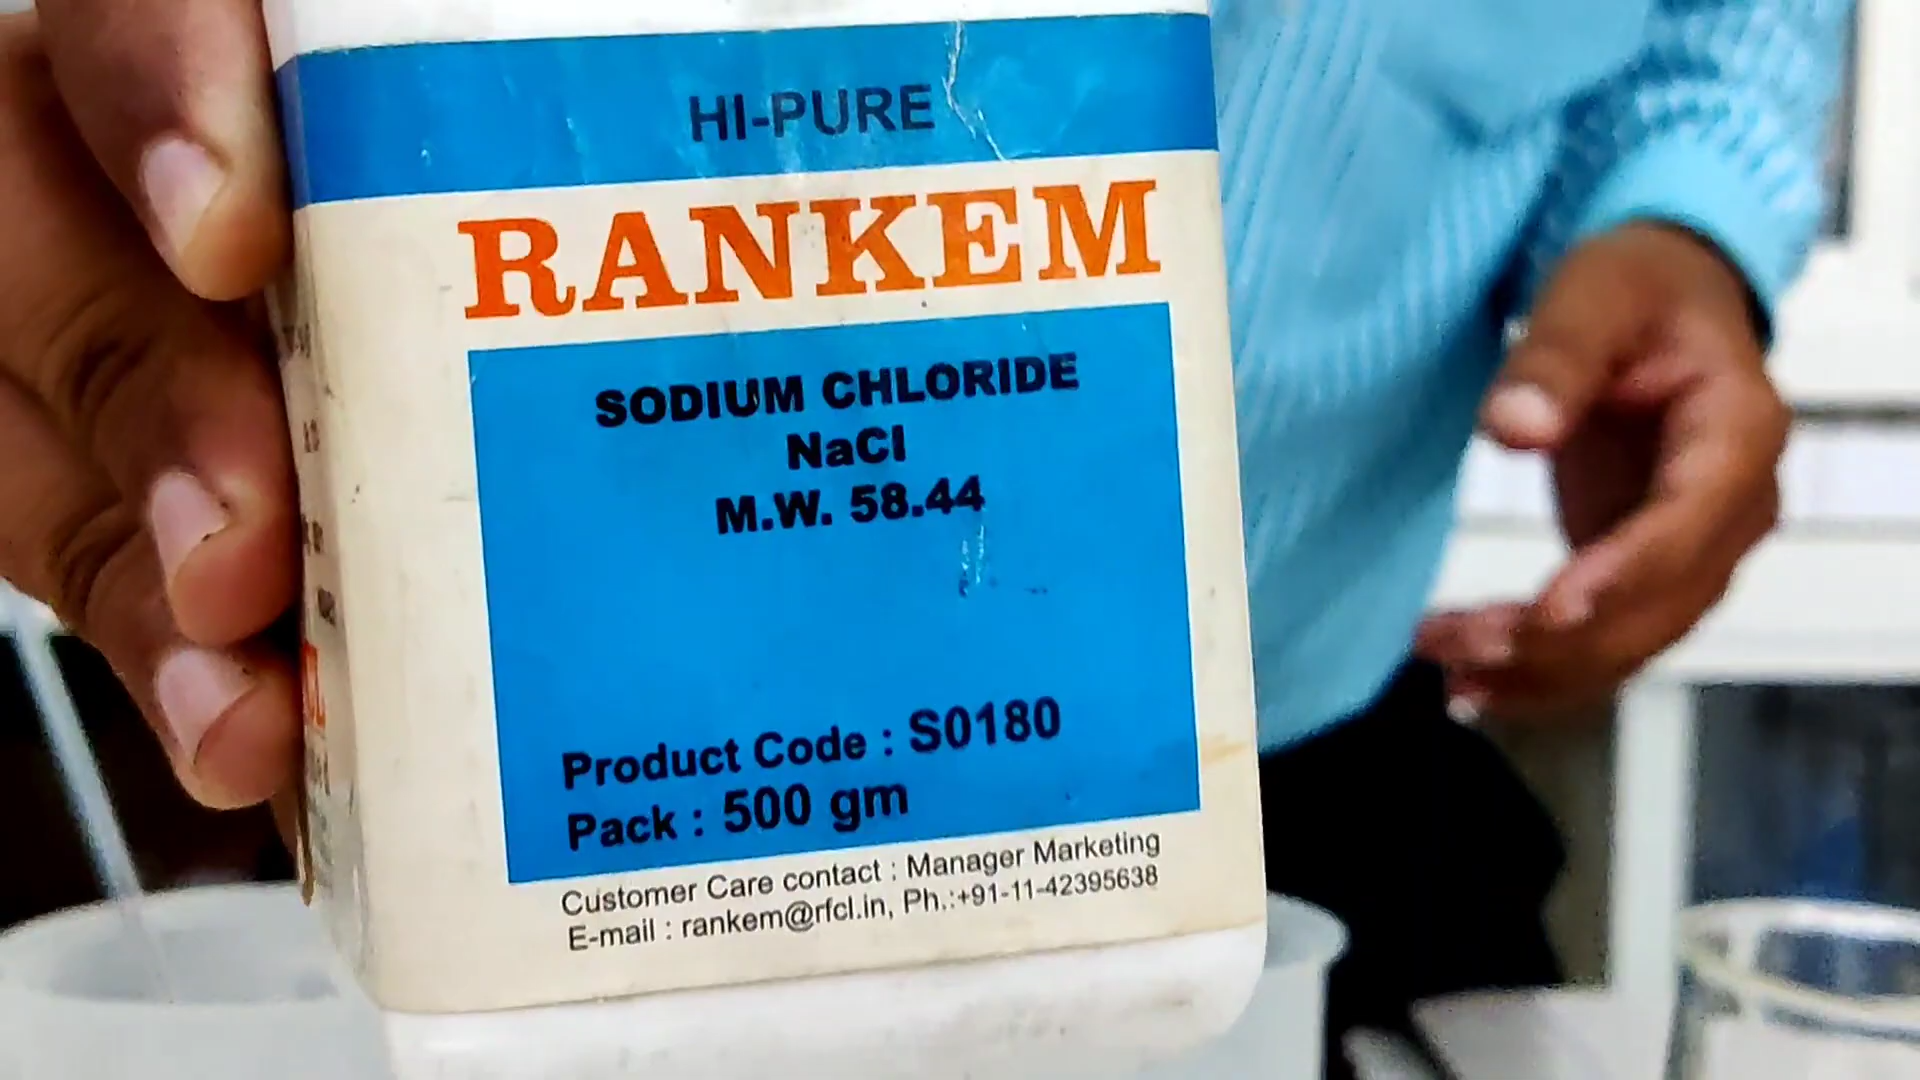 HI-PURE
RANKEM
SODIUM CHLORIDE
NaCl
M.W. 58.44
Product Code : S0180
Pack : 500 gm
Customer Care contact : Manager Marketing
E-mail : rankem@rfcl.in, Ph.:+91-11-42395638